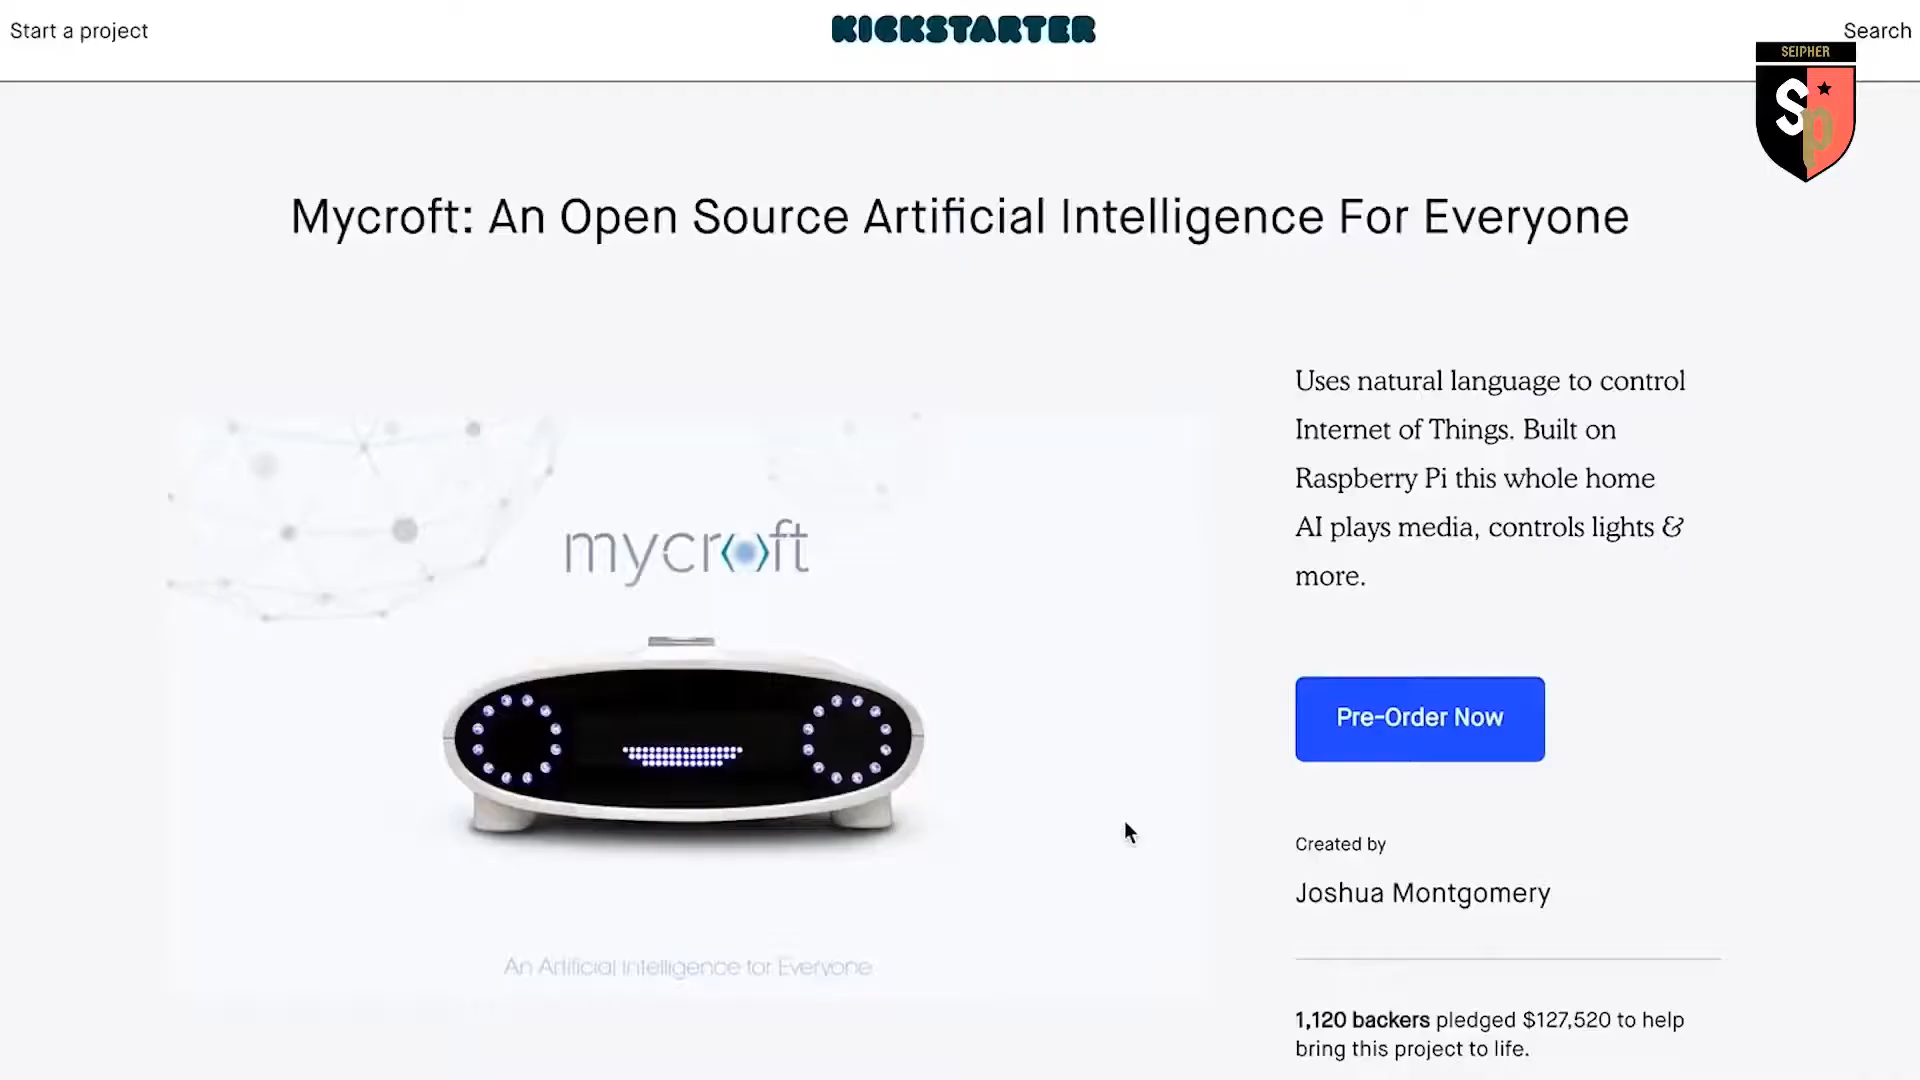 Start a project
KICKSTARTER
Search
SEIPHER
Sp
Mycroft: An Open Source Artificial Intelligence For Everyone
Uses natural language to control
Internet of Things. Built on
Raspberry Pi this whole home
AI plays media, controls lights &
more.
mycroft
An Artificial Intelligence for Everyone
Pre-Order Now
Created by
Joshua Montgomery
1,120 backers pledged $127,520 to help
bring this project to life.